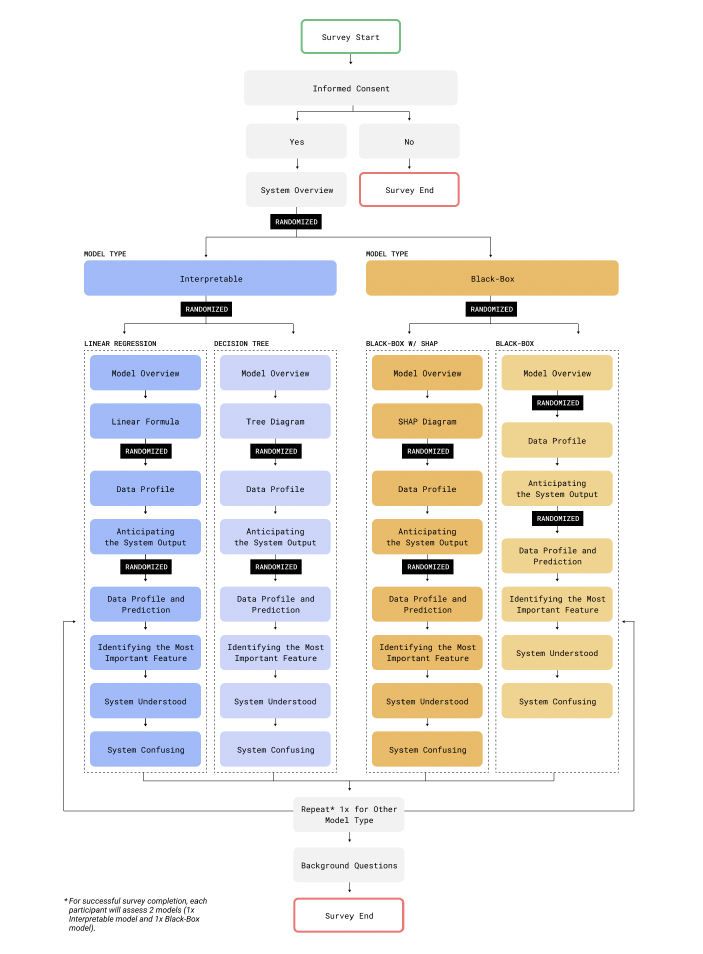 Survey Start
Informed Consent
Yes
No
System Overview
Survey End
RANDOMIZED
MODEL TYPE
Interpretable
MODEL TYPE
Black-Box
RANDOMIZED
RANDOMIZED
LINEAR REGRESSION
Model Overview
Linear Formula
RANDOMIZED
Data Profile
Anticipating
the System Output
RANDOMIZED
Data Profile and
Prediction
Identifying the Most
Important Feature
System Understood
System Confusing
DECISION TREE
Model Overview
Tree Diagram
RANDOMIZED
Data Profile
Anticipating
the System Output
RANDOMIZED
Data Profile and
Prediction
Identifying the Most
Important Feature
System Understood
System Confusing
BLACK-BOX W/ SHAP
Model Overview
SHAP Diagram
RANDOMIZED
Data Profile
Anticipating
the System Output
RANDOMIZED
Data Profile and
Prediction
Identifying the Most
Important Feature
System Understood
System Confusing
BLACK-BOX
Model Overview
RANDOMIZED
Data Profile
Anticipating
the System Output
RANDOMIZED
Data Profile and
Prediction
Identifying the Most
Important Feature
System Understood
System Confusing
Repeat* 1x for Other
Model Type
Background Questions
Survey End
* For successful survey completion, each
participant will assess 2 models (1x
Interpretable model and 1x Black-Box
model).